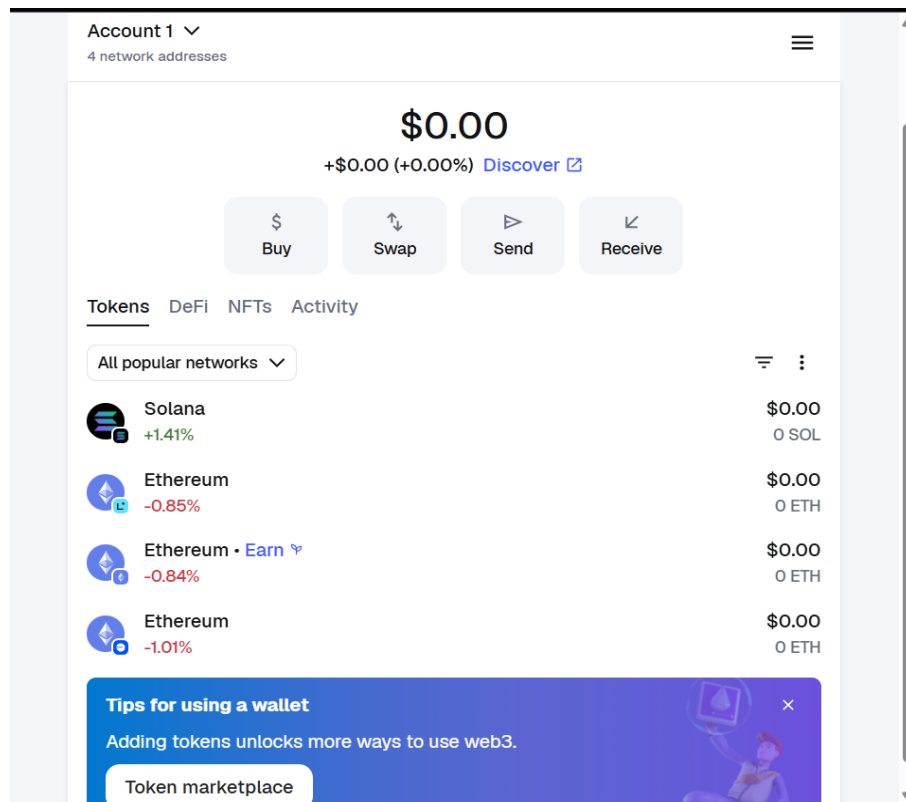 Account 1
4 network addresses
$0.00
+$0.00 (+0.00%) Discover
$
Buy
Swap
Send
Receive
Tokens DeFi NFTs Activity
All popular networks
Solana $0.00
+1.41% 0 SOL
Ethereum $0.00
-0.85% 0 ETH
Ethereum • Earn $0.00
-0.84% 0 ETH
Ethereum $0.00
-1.01% 0 ETH
Tips for using a wallet
Adding tokens unlocks more ways to use web3.
Token marketplace